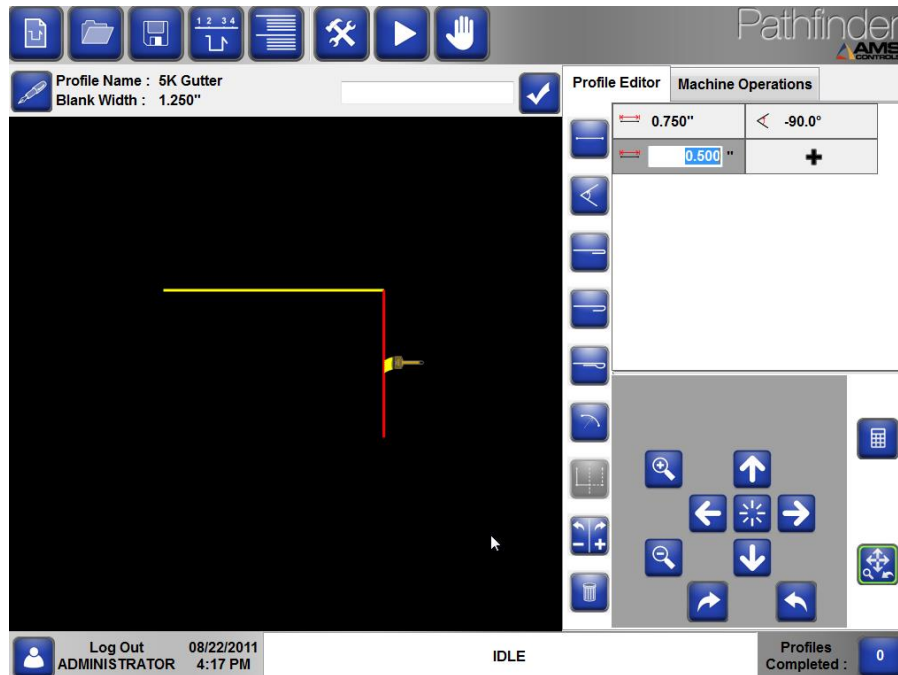 1 2 3 4
Pathfinder
AMS
CONTROLS
Profile Name : 5K Gutter
Blank Width : 1.250"
Profile Editor
Machine Operations
0.750"
-90.0°
0.500 "
Log Out
ADMINISTRATOR
08/22/2011
4:17 PM
IDLE
Profiles
Completed :
0